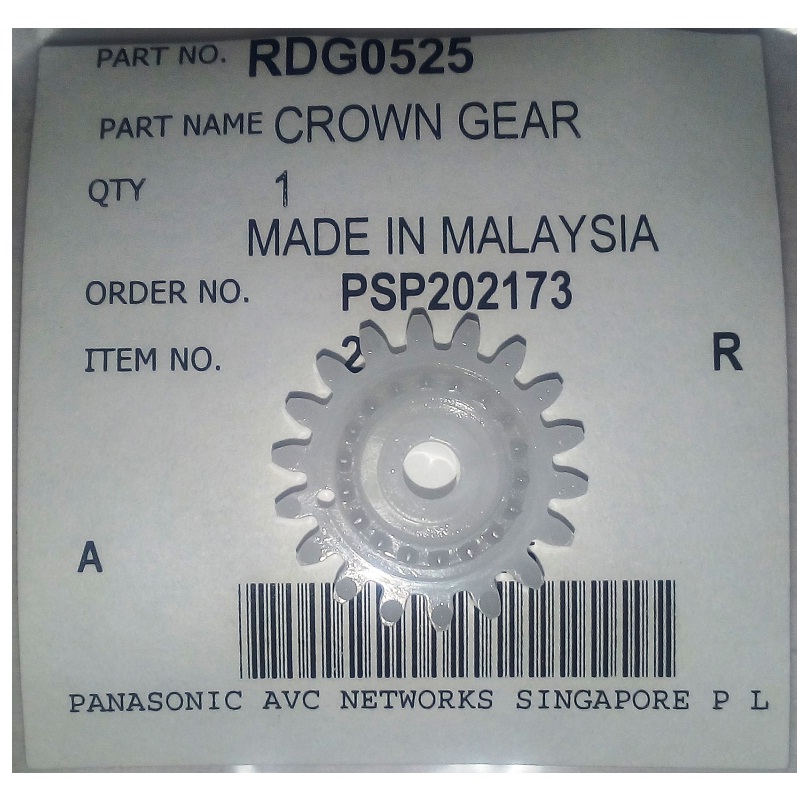 PART NO. RDG0525
PART NAME CROWN GEAR
QTY 1
MADE IN MALAYSIA
ORDER NO. PSP202173
ITEM NO. 2
R
A
PANASONIC AVC NETWORKS SINGAPORE P L